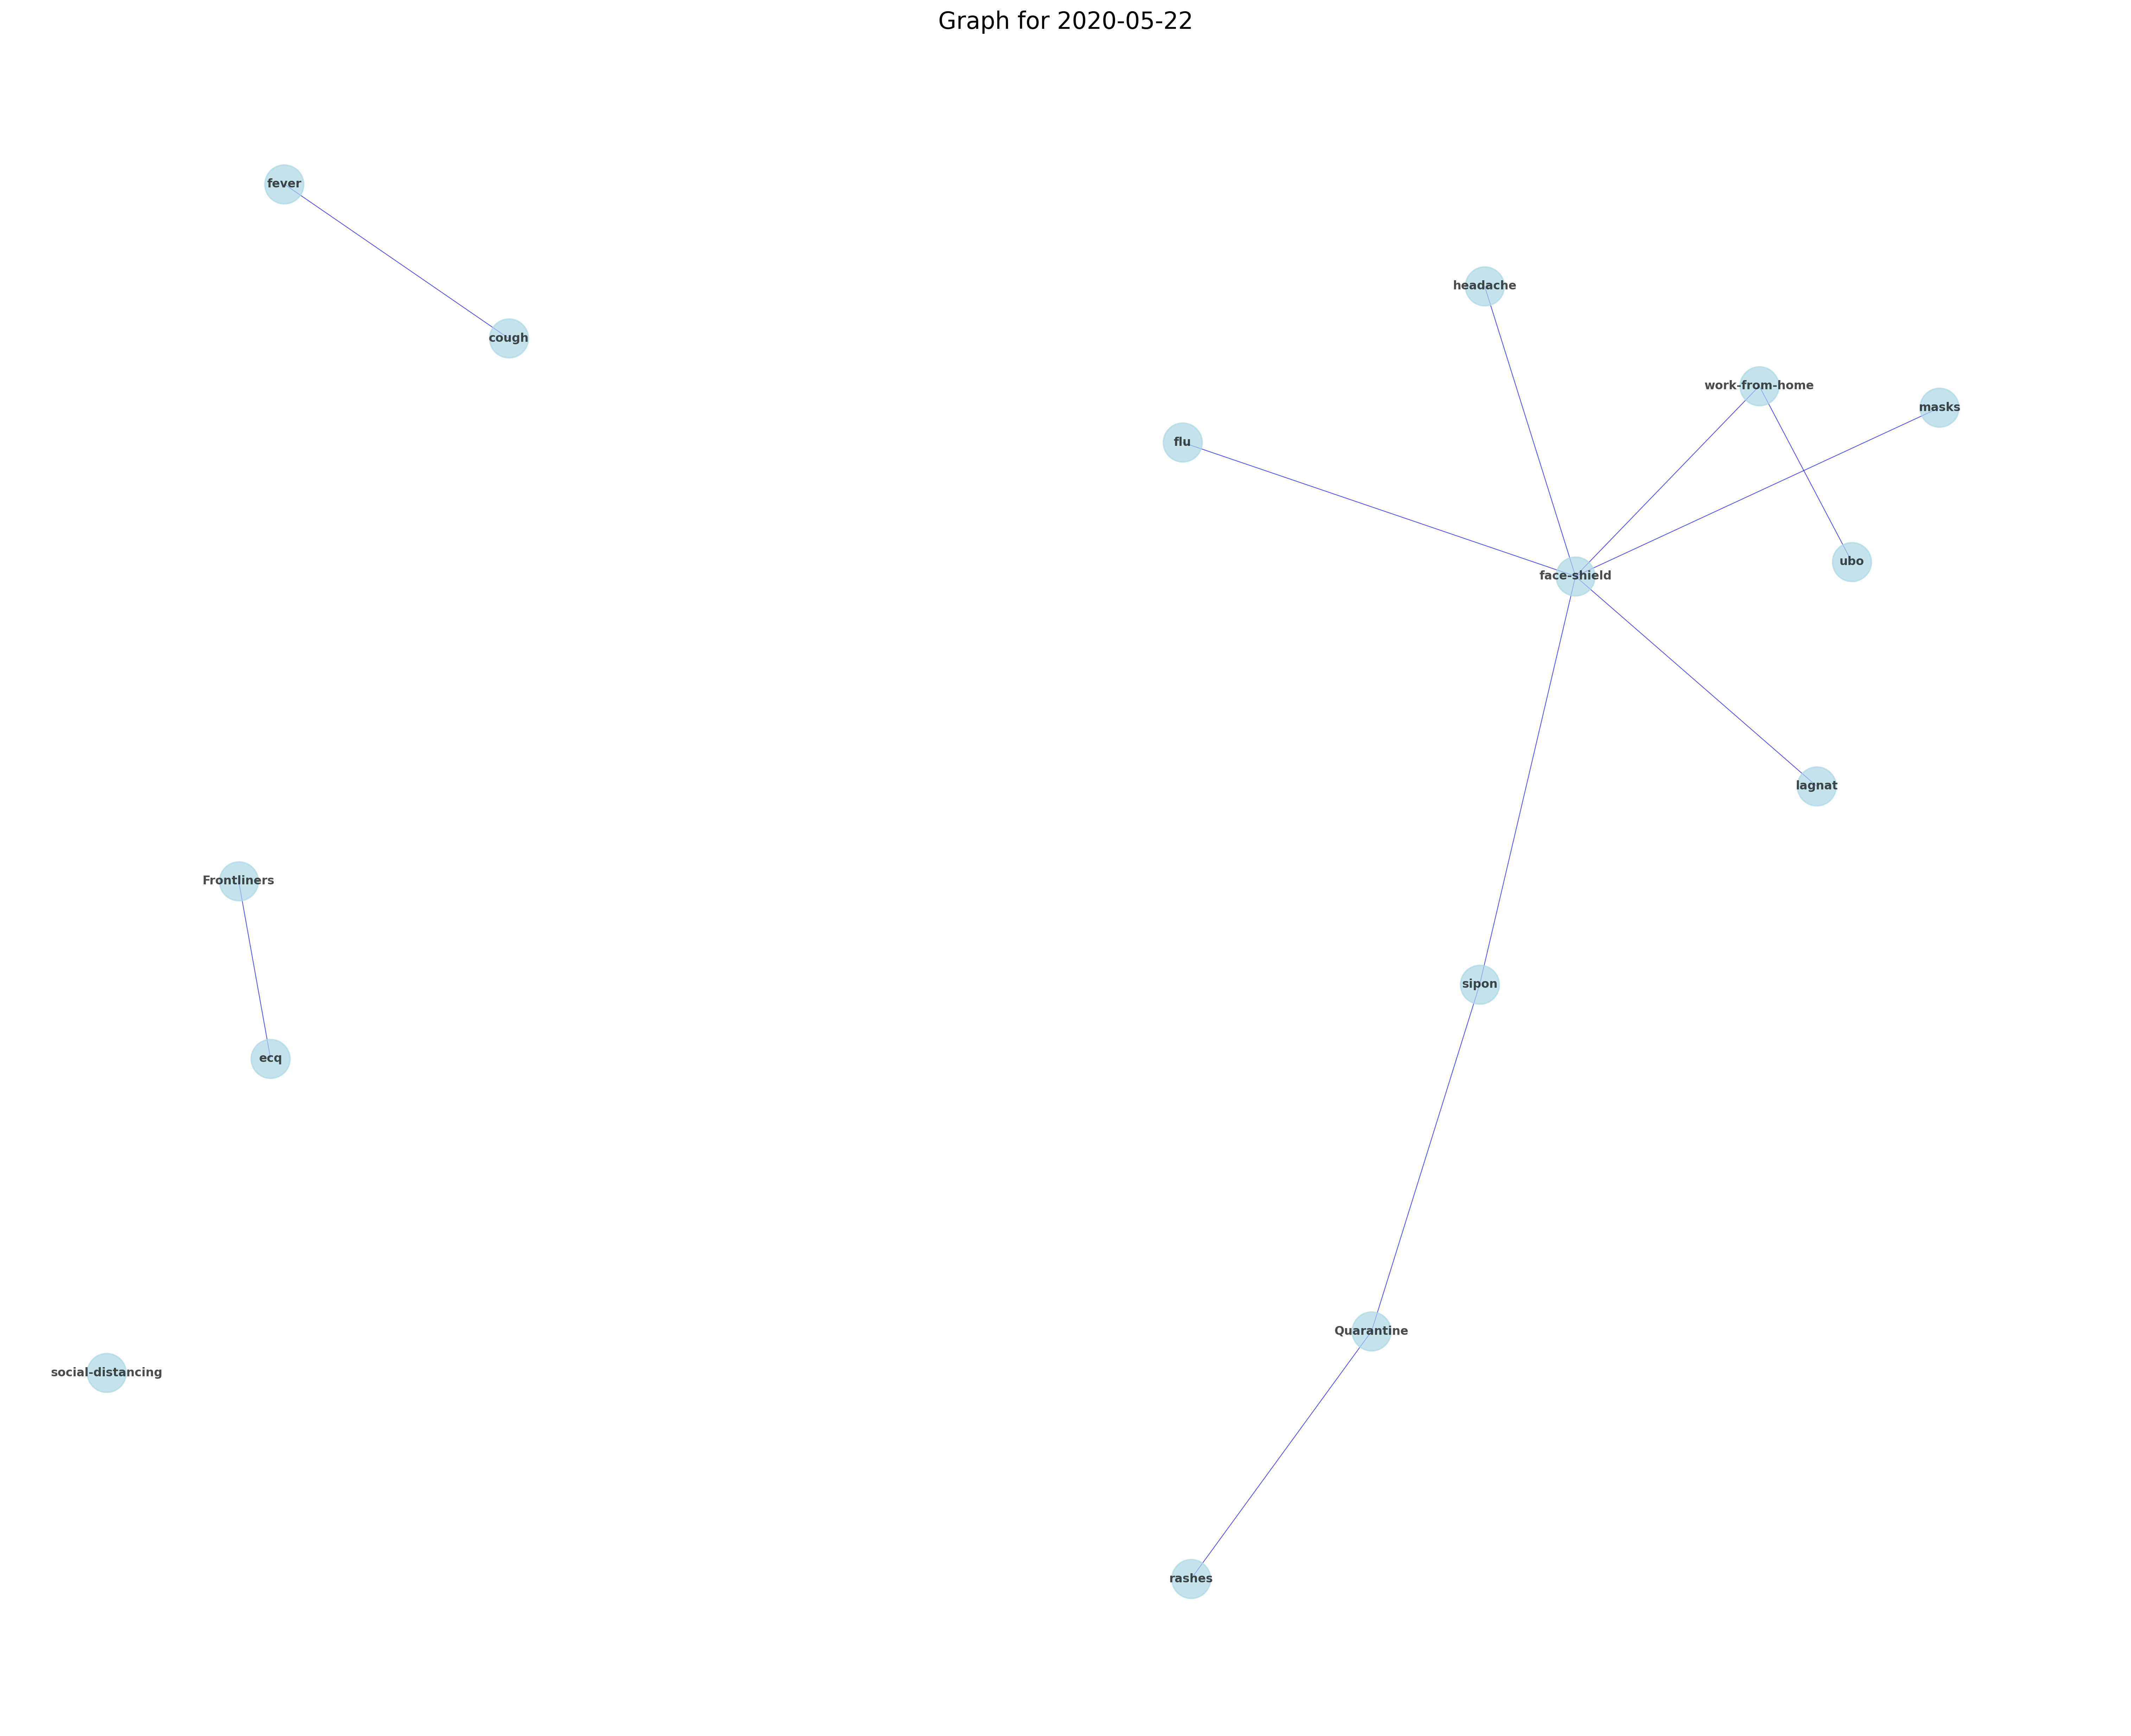 Graph for 2020-05-22
fever
headache
cough
work-from-home
masks
flu
ubo
face-shield
lagnat
Frontliners
sipon
ecq
Quarantine
social-distancing
rashes